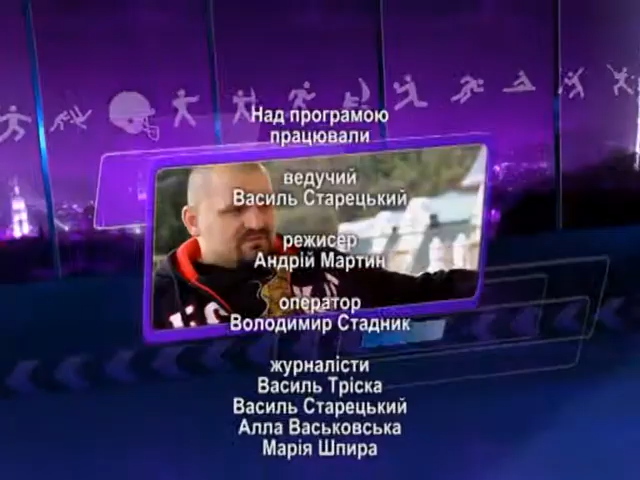 Над програмою
працювали
ведучий
Василь Старецький
режисер
Андрій Мартин
оператор
Володимир Стадник
журналісти
Василь Тріска
Василь Старецький
Алла Васьковська
Марія Шпира